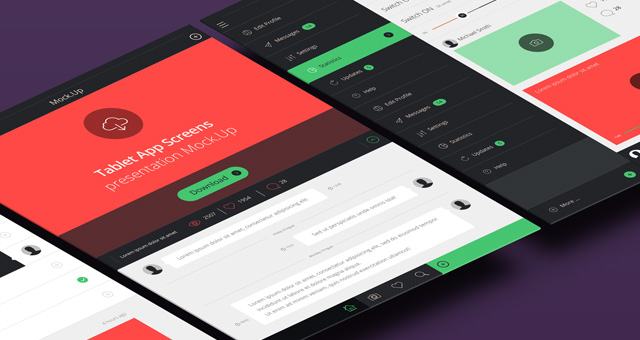 Mock.Up
Tablet App Screens
presentation Mock.Up
Download
Lorem ipsum dolor sit amet
2507
1954
28
Lorem ipsum dolor sit amet, consectetur adipisicing elit
Sed ut perspiciatis unde omnis iste
Lorem ipsum dolor sit amet, consectetur adipisicing elit, sed do eiusmod tempor
incididunt ut labore et dolore magna aliqua.
Ut enim ad minim veniam, quis nostrud exercitation ullamco
Edit Profile
Messages
Settings
Statistics
Updates
Help
Edit Profile
Messages
Settings
Statistics
Updates
Help
More ...
Switch ON
Michael Smith
28
Lorem ipsum dolor sit amet